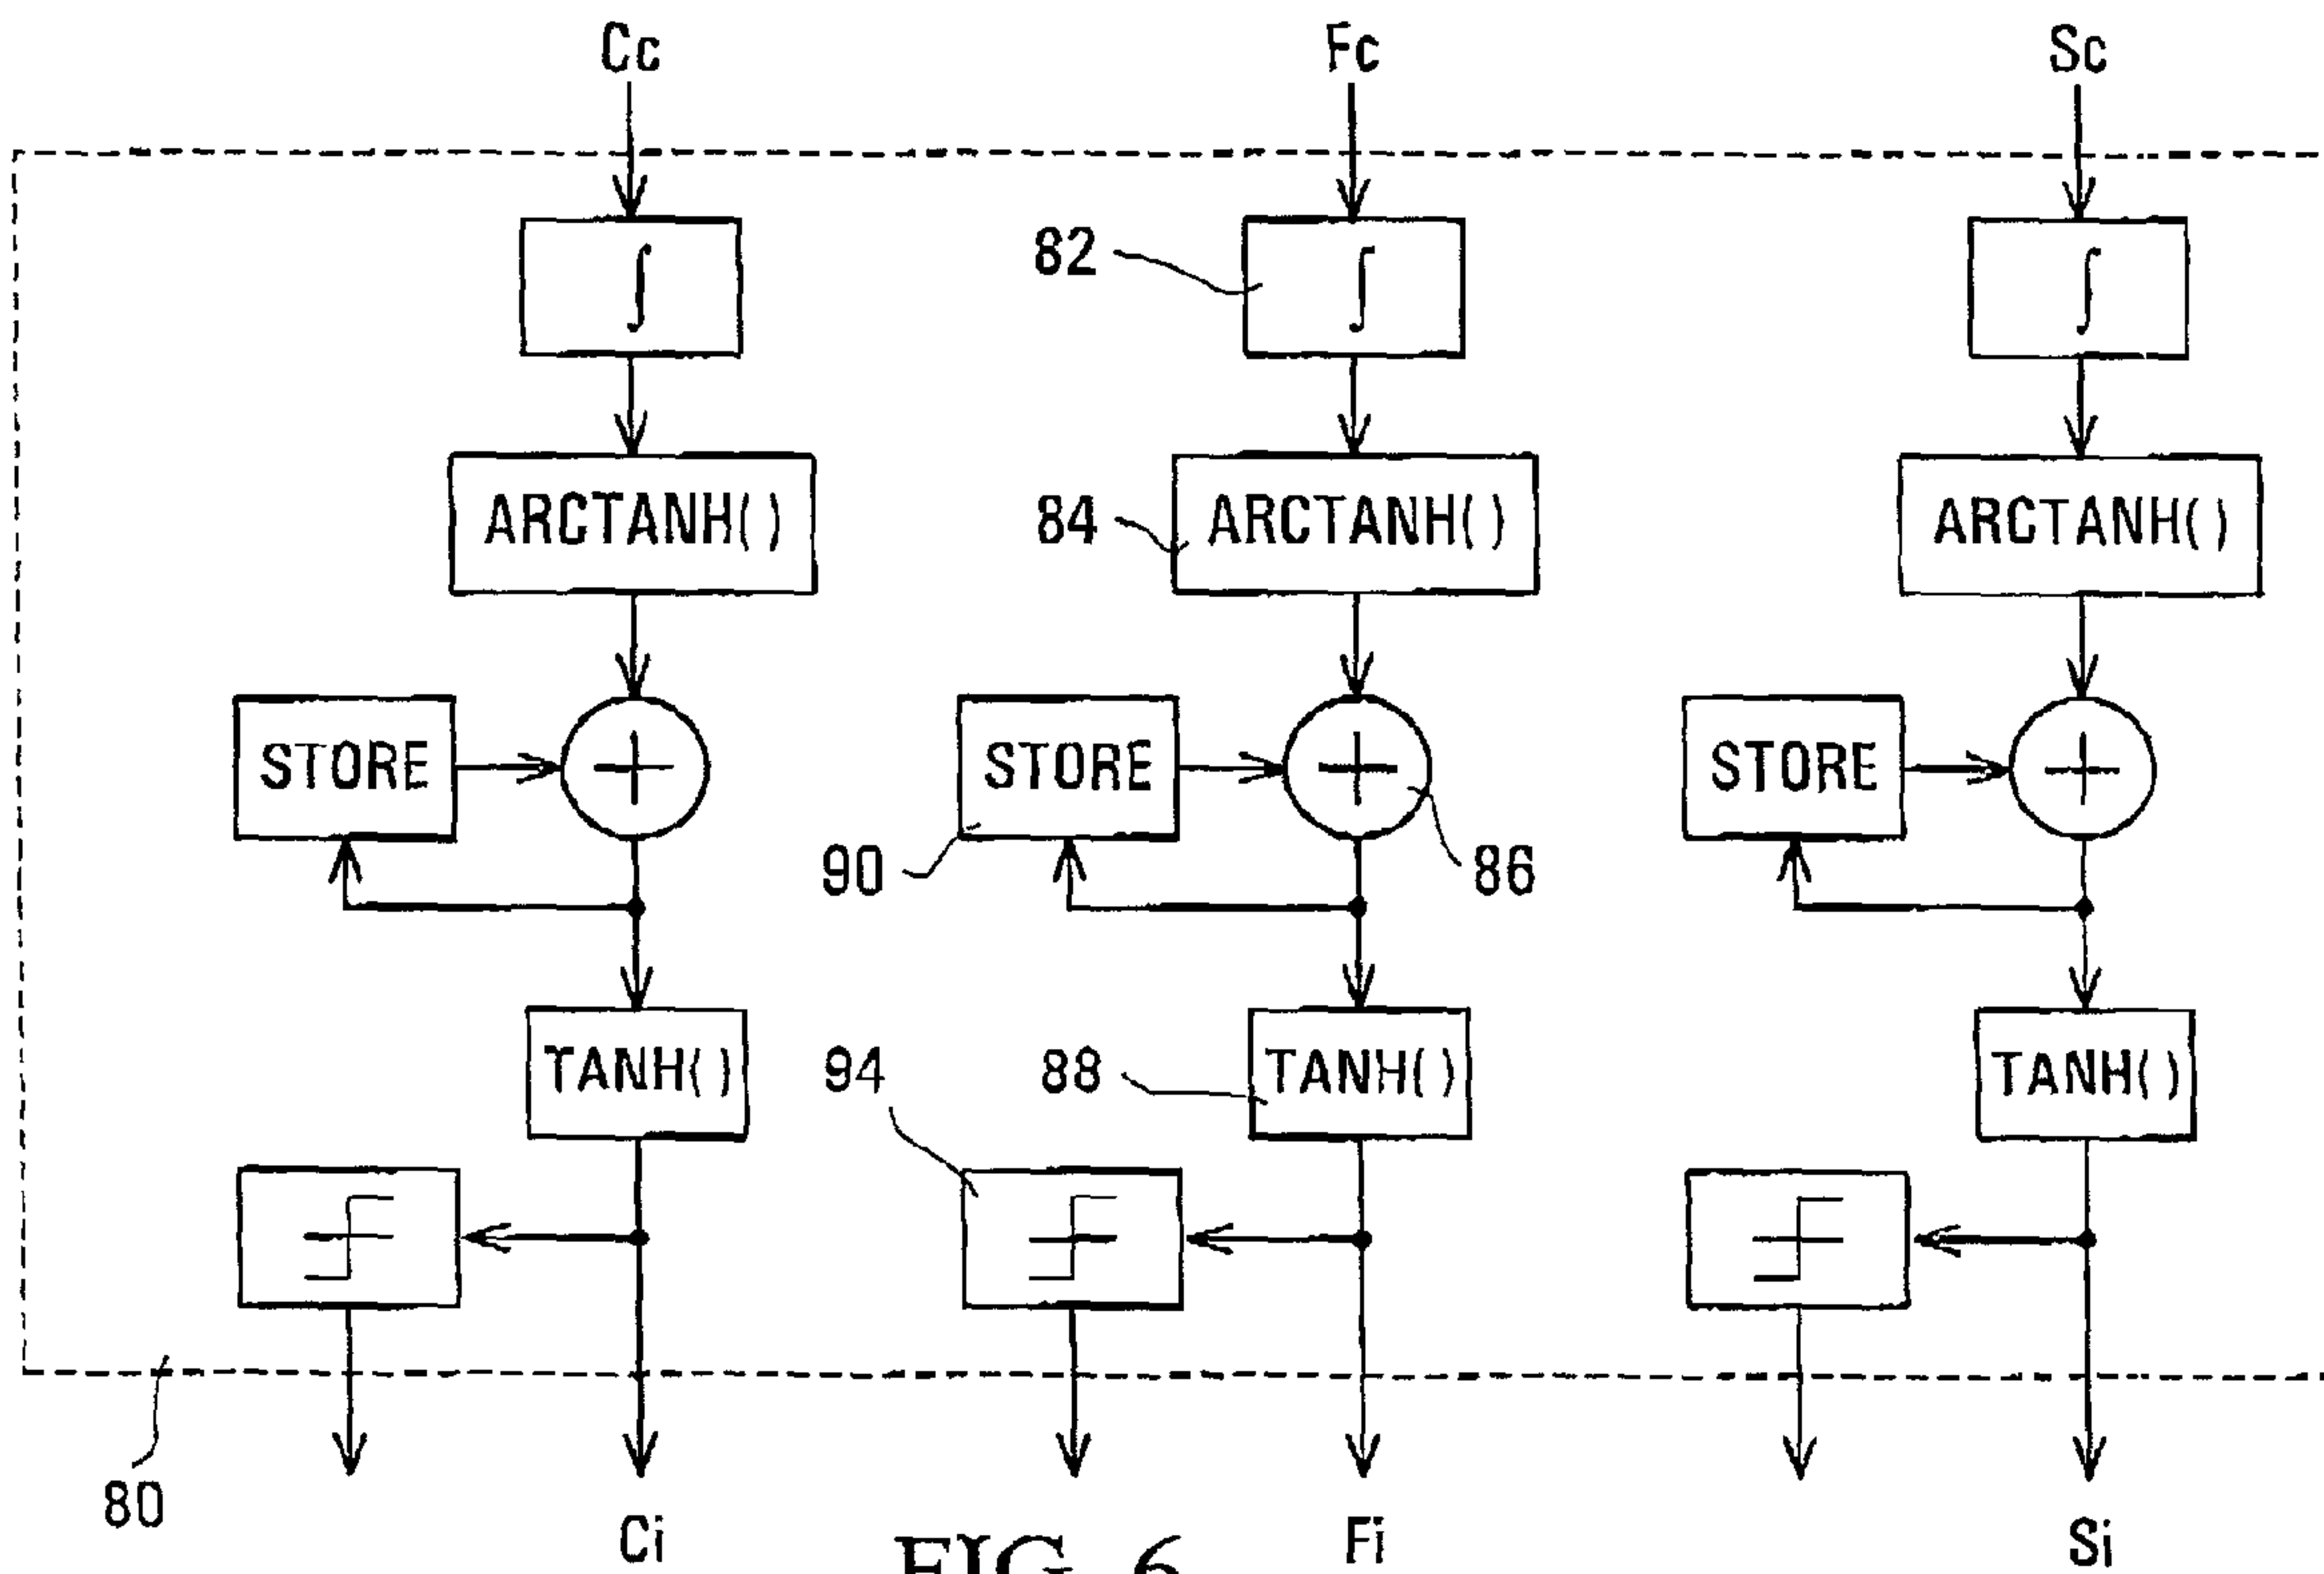 Cc Fc Sc
82 ∫ ∫ ∫
84 ARCTANH() ARCTANH() ARCTANH()
STORE + STORE + STORE +
90 86
94 88 TANH() TANH() TANH()
80
Ci Fi Si
FIG. 6